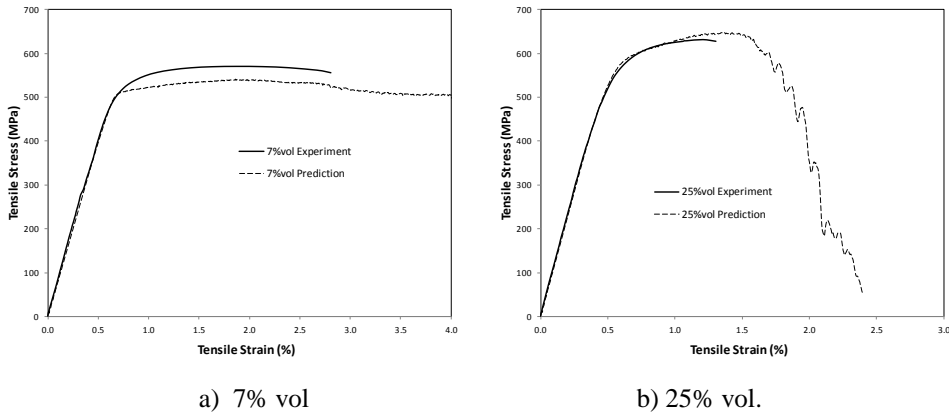 700
600
500
400
300
200
100
0
Tensile Stress (MPa)
7%vol Experiment
7%vol Prediction
0.0 0.5 1.0 1.5 2.0 2.5 3.0 3.5 4.0
Tensile Strain (%)
a) 7% vol
700
600
500
400
300
200
100
0
Tensile Stress (MPa)
25%vol Experiment
25%vol Prediction
0.0 0.5 1.0 1.5 2.0 2.5 3.0
Tensile Strain (%)
b) 25% vol.